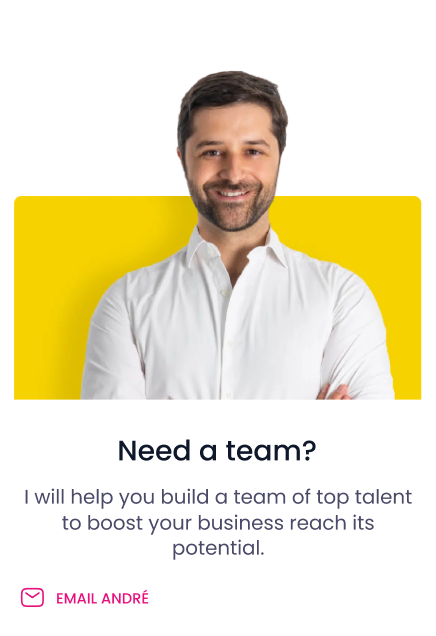 Need a team?
I will help you build a team of top talent
to boost your business reach its
potential.
EMAIL ANDRÉ